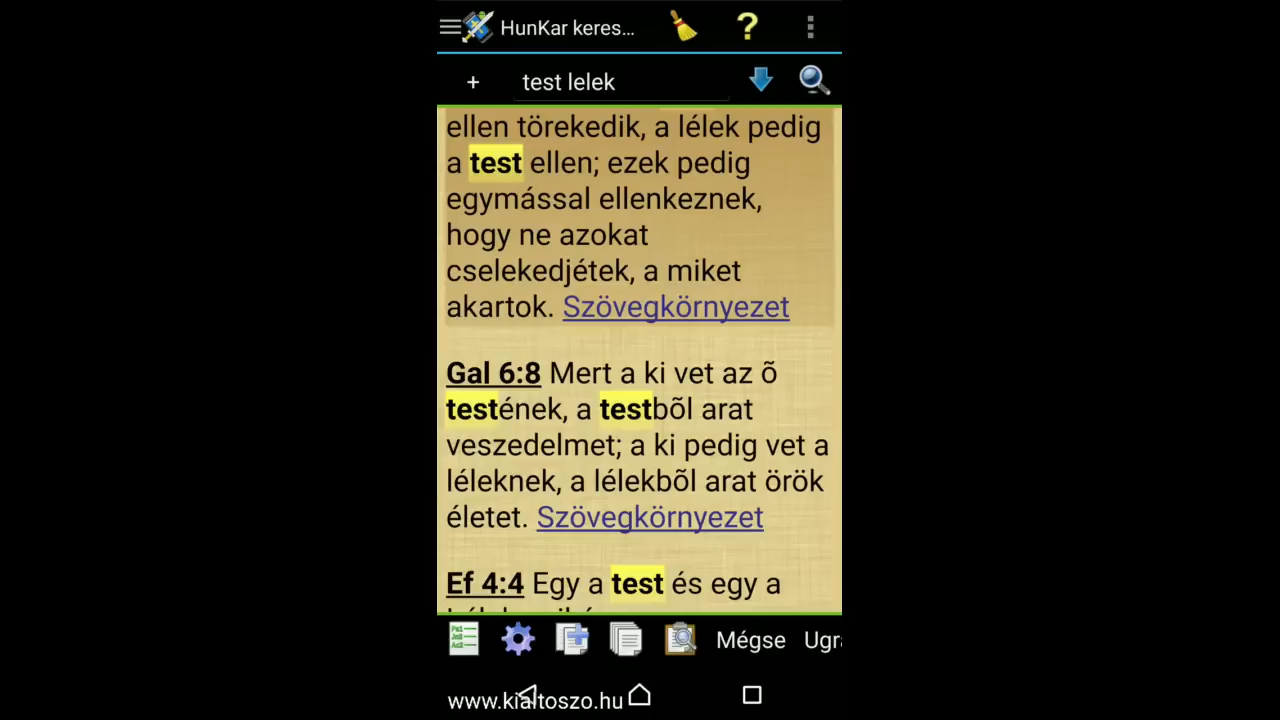 HunKar keres...
+ test lelek
ellen törekedik, a lélek pedig
a test ellen; ezek pedig
egymással ellenkeznek,
hogy ne azokat
cselekedjétek, a miket
akartok. Szövegkörnyezet
Gal 6:8 Mert a ki vet az õ
testének, a testbõl arat
veszedelmet; a ki pedig vet a
léleknek, a lélekbõl arat örök
életet. Szövegkörnyezet
Ef 4:4 Egy a test és egy a
Mégse Ugr
www.kialtoszo.hu